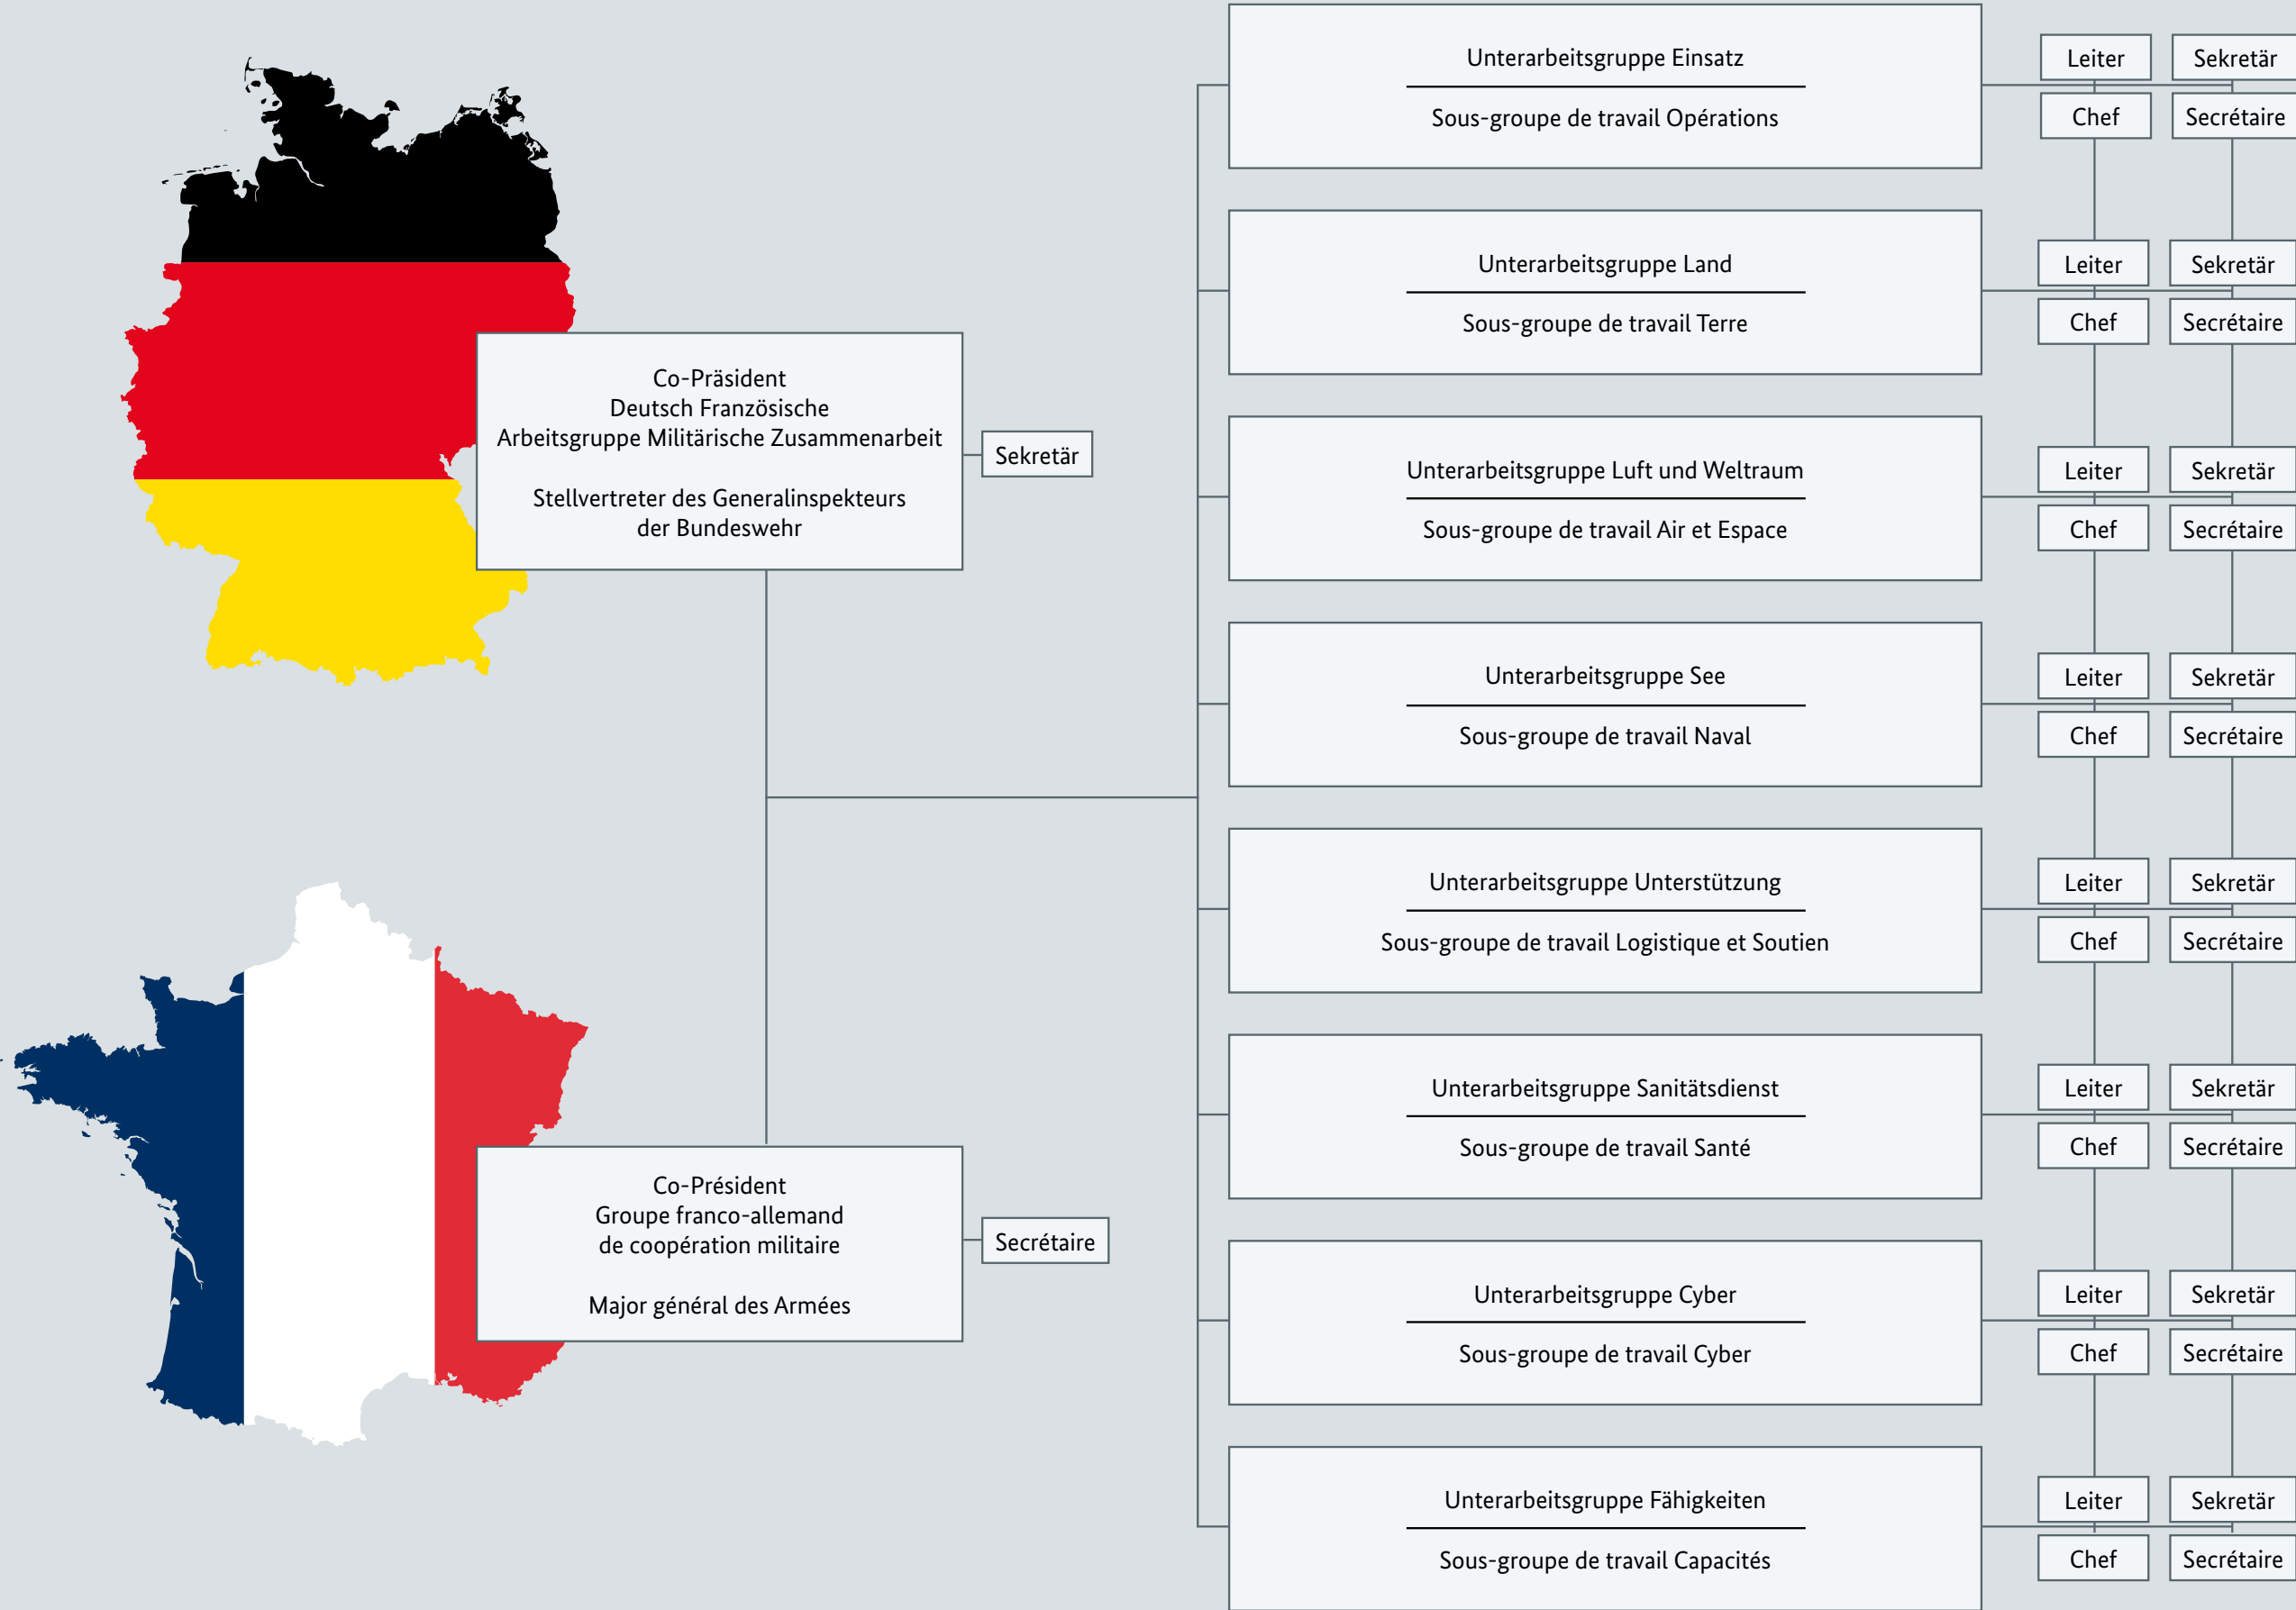 Co-Präsident
Deutsch Französische
Arbeitsgruppe Militärische Zusammenarbeit
Stellvertreter des Generalinspekteurs
der Bundeswehr
Sekretär
Co-Président
Groupe franco-allemand
de coopération militaire
Major général des Armées
Secrétaire
Unterarbeitsgruppe Einsatz
Sous-groupe de travail Opérations
Leiter Sekretär
Chef Secrétaire
Unterarbeitsgruppe Land
Sous-groupe de travail Terre
Leiter Sekretär
Chef Secrétaire
Unterarbeitsgruppe Luft und Weltraum
Sous-groupe de travail Air et Espace
Leiter Sekretär
Chef Secrétaire
Unterarbeitsgruppe See
Sous-groupe de travail Naval
Leiter Sekretär
Chef Secrétaire
Unterarbeitsgruppe Unterstützung
Sous-groupe de travail Logistique et Soutien
Leiter Sekretär
Chef Secrétaire
Unterarbeitsgruppe Sanitätsdienst
Sous-groupe de travail Santé
Leiter Sekretär
Chef Secrétaire
Unterarbeitsgruppe Cyber
Sous-groupe de travail Cyber
Leiter Sekretär
Chef Secrétaire
Unterarbeitsgruppe Fähigkeiten
Sous-groupe de travail Capacités
Leiter Sekretär
Chef Secrétaire